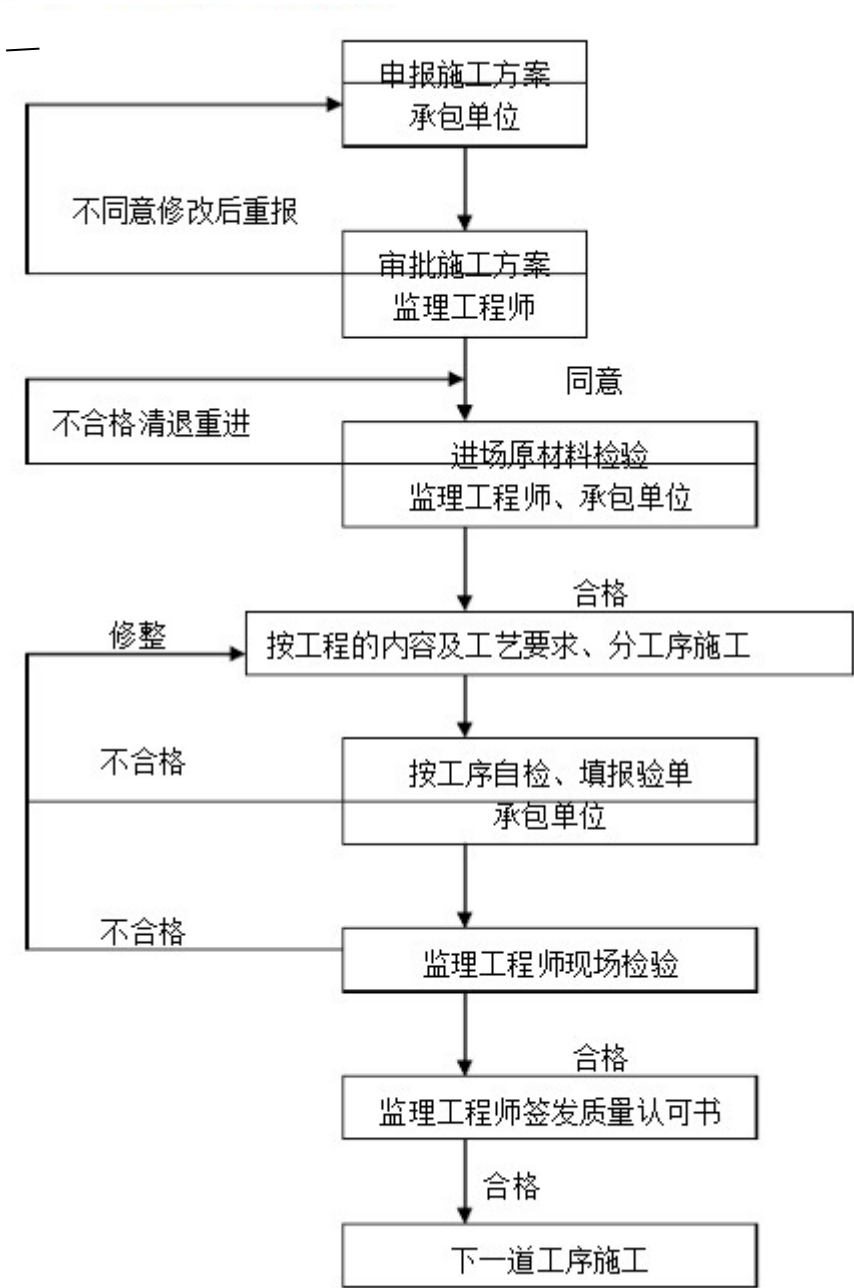 申报施工方案
承包单位
不同意修改后重报
审批施工方案
监理工程师
同意
不合格清退重进
进场原材料检验
监理工程师、承包单位
合格
修整
按工程的内容及工艺要求、分工序施工
不合格
按工序自检、填报验单
承包单位
不合格
监理工程师现场检验
合格
监理工程师签发质量认可书
合格
下一道工序施工